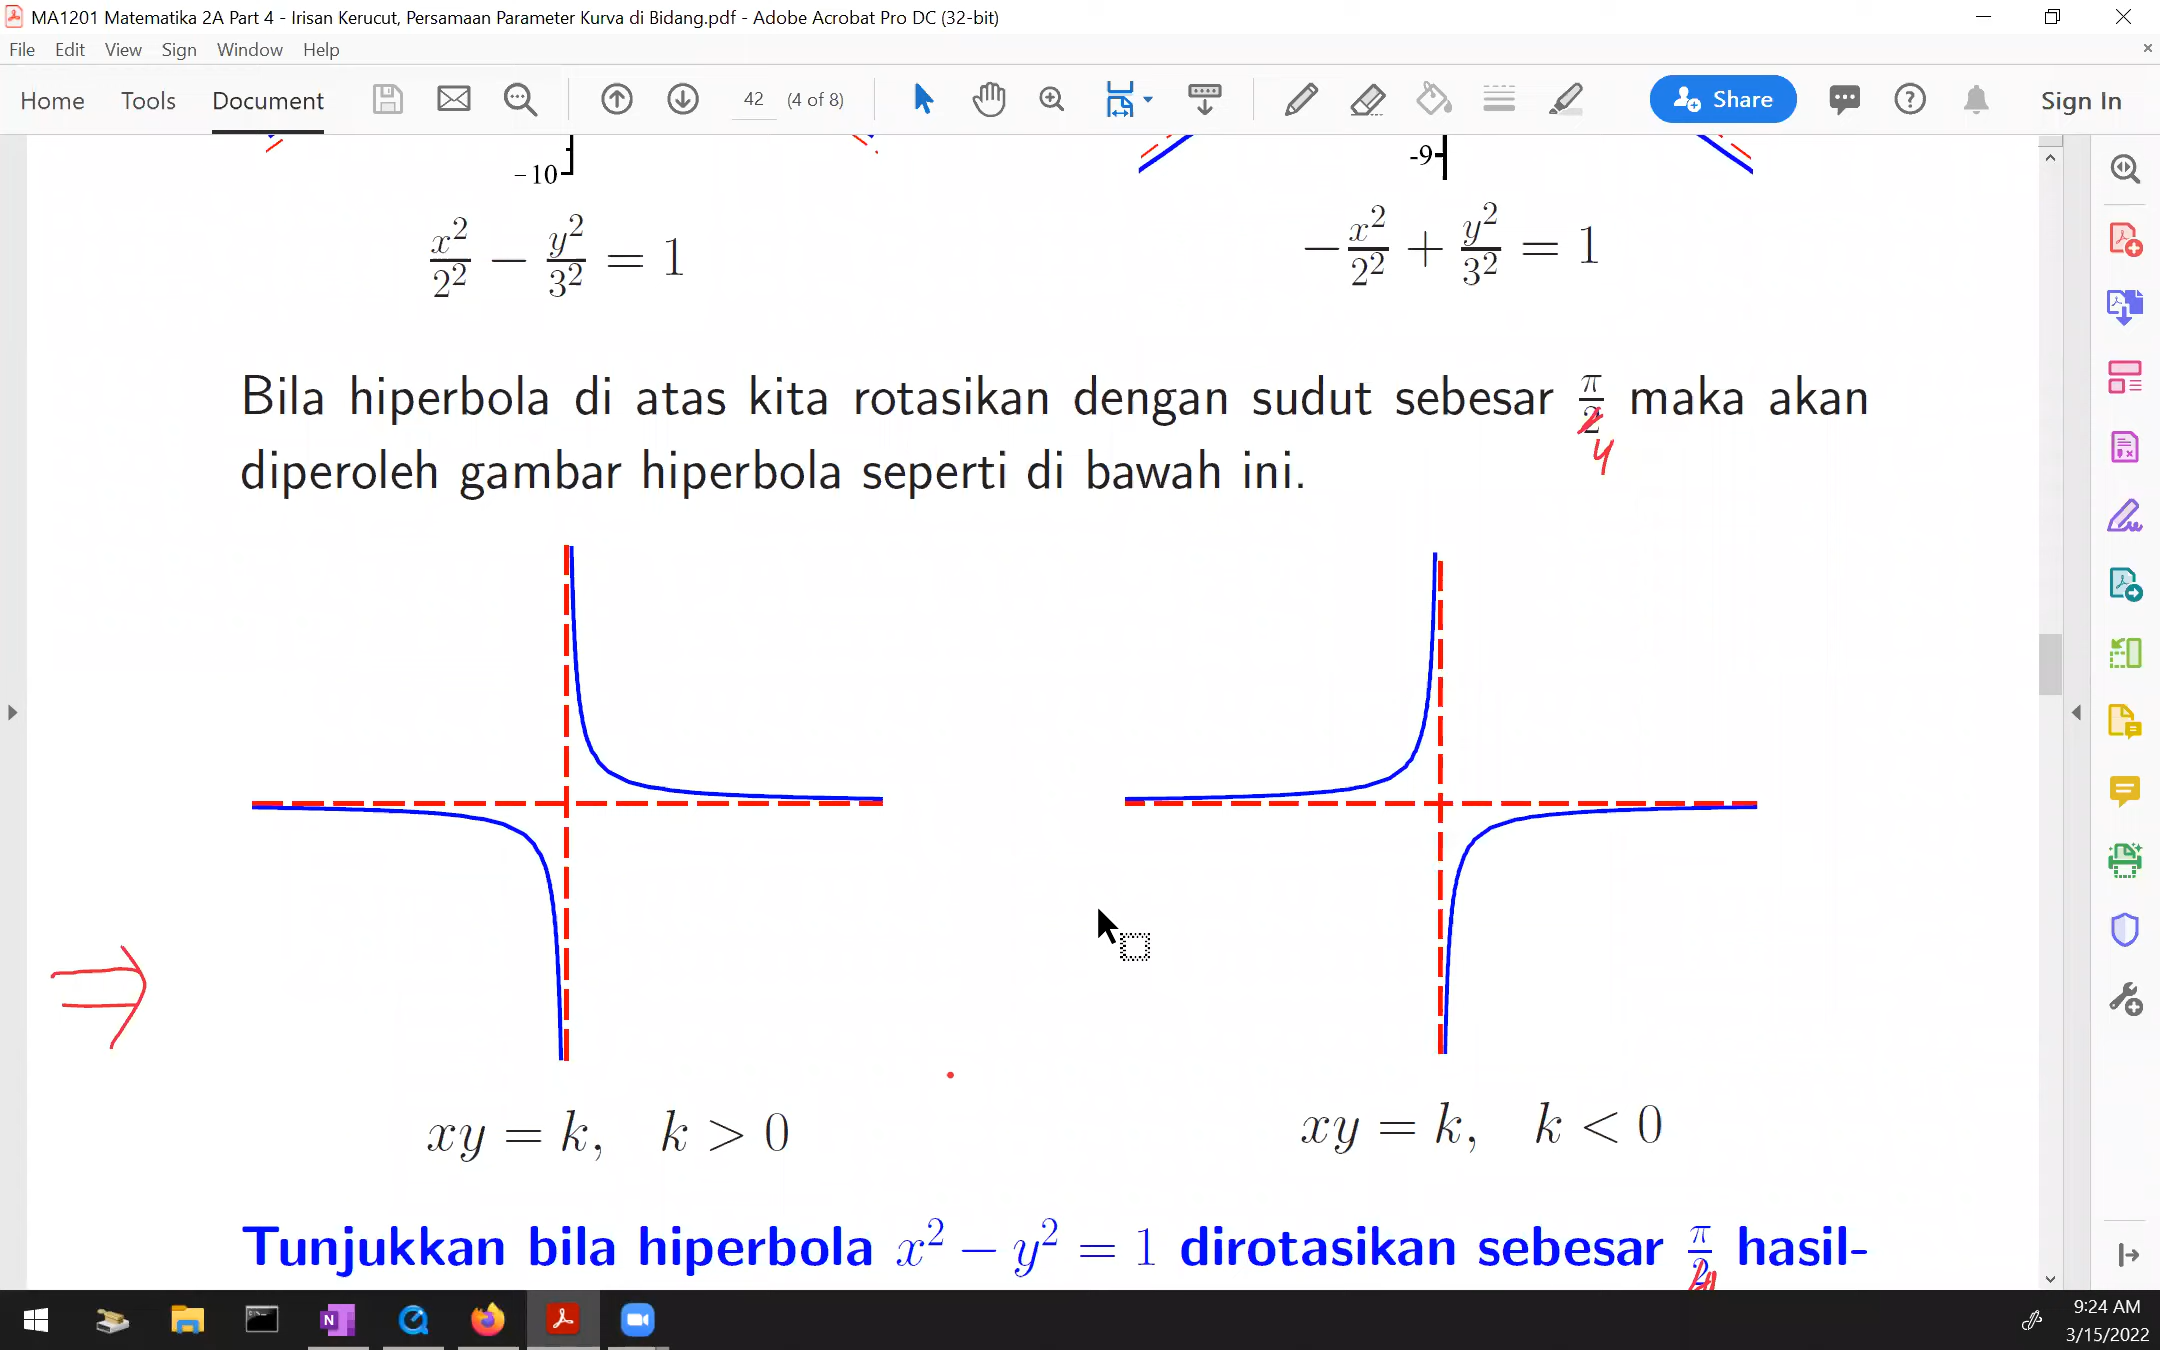 MA1201 Matematika 2A Part 4 - Irisan Kerucut, Persamaan Parameter Kurva di Bidang.pdf - Adobe Acrobat Pro DC (32-bit)
File Edit View Sign Window Help
Home Tools Document 42 (4 of 8) Share Sign In
-10
-9
x²/2² − y²/3² = 1
−x²/2² + y²/3² = 1
Bila hiperbola di atas kita rotasikan dengan sudut sebesar π/2 maka akan
4
diperoleh gambar hiperbola seperti di bawah ini.
⇒
xy = k, k > 0
xy = k, k < 0
Tunjukkan bila hiperbola x² − y² = 1 dirotasikan sebesar π/2 hasil-
4
9:24 AM
3/15/2022